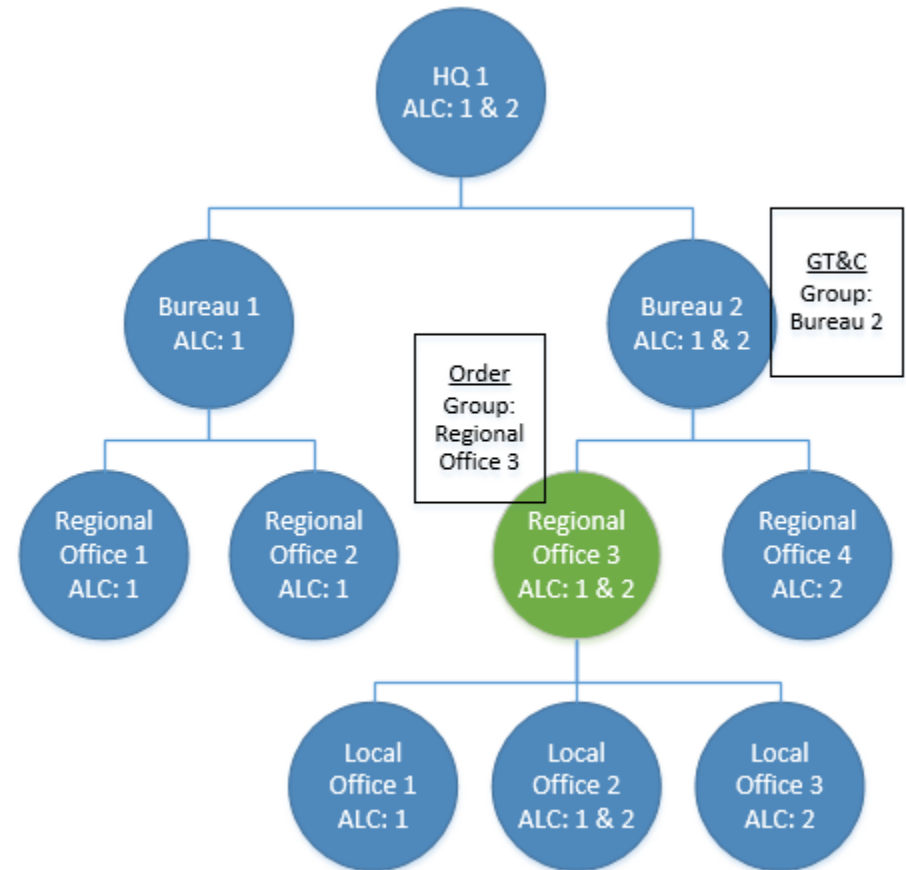 HQ 1
ALC: 1 & 2
Bureau 1
ALC: 1
Bureau 2
ALC: 1 & 2
GT&C
Group:
Bureau 2
Order
Group:
Regional
Office 3
Regional
Office 1
ALC: 1
Regional
Office 2
ALC: 1
Regional
Office 3
ALC: 1 & 2
Regional
Office 4
ALC: 2
Local
Office 1
ALC: 1
Local
Office 2
ALC: 1 & 2
Local
Office 3
ALC: 2